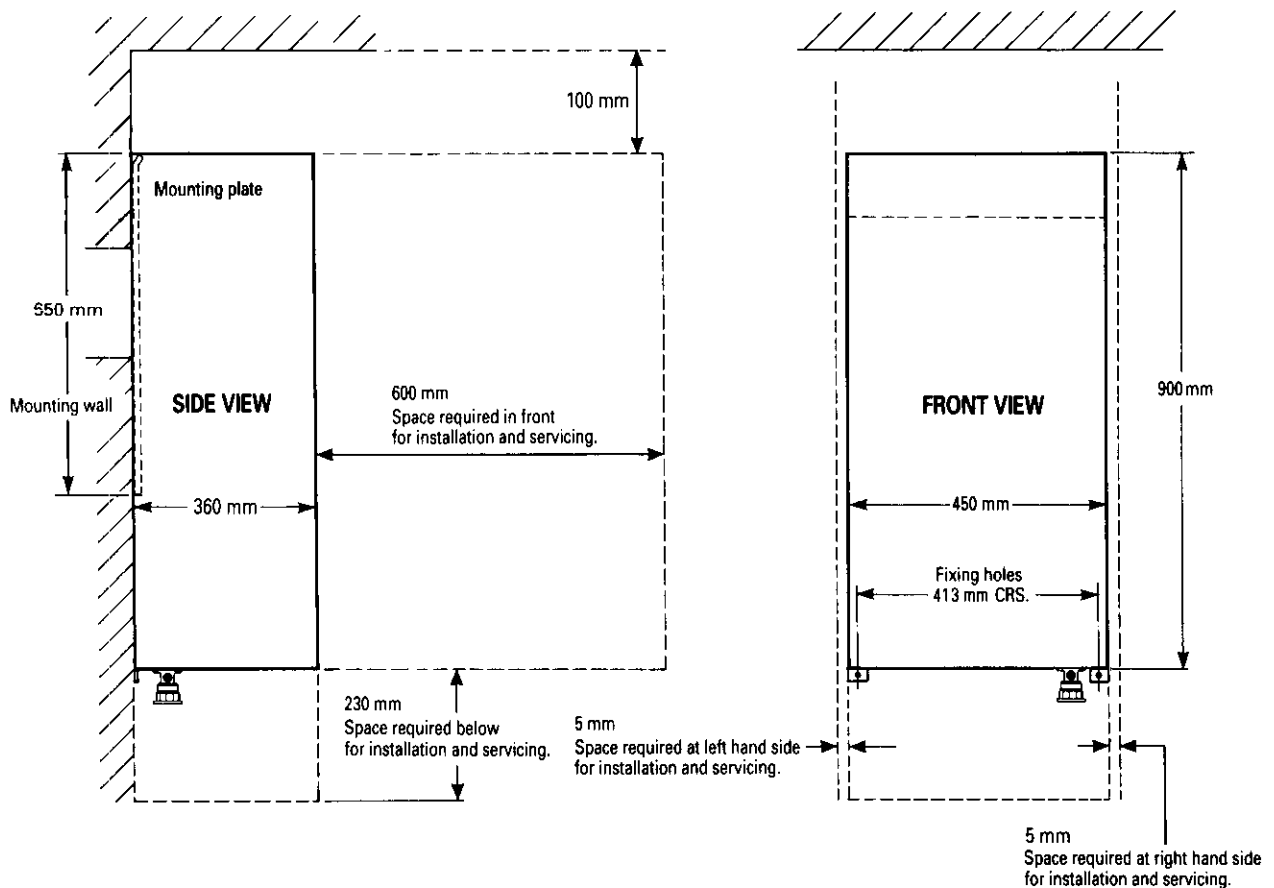 100 mm
Mounting plate
650 mm
Mounting wall
SIDE VIEW
600 mm
Space required in front
for installation and servicing.
360 mm
230 mm
Space required below
for installation and servicing.
FRONT VIEW
900 mm
450 mm
Fixing holes
413 mm CRS.
5 mm
Space required at left hand side
for installation and servicing.
5 mm
Space required at right hand side
for installation and servicing.